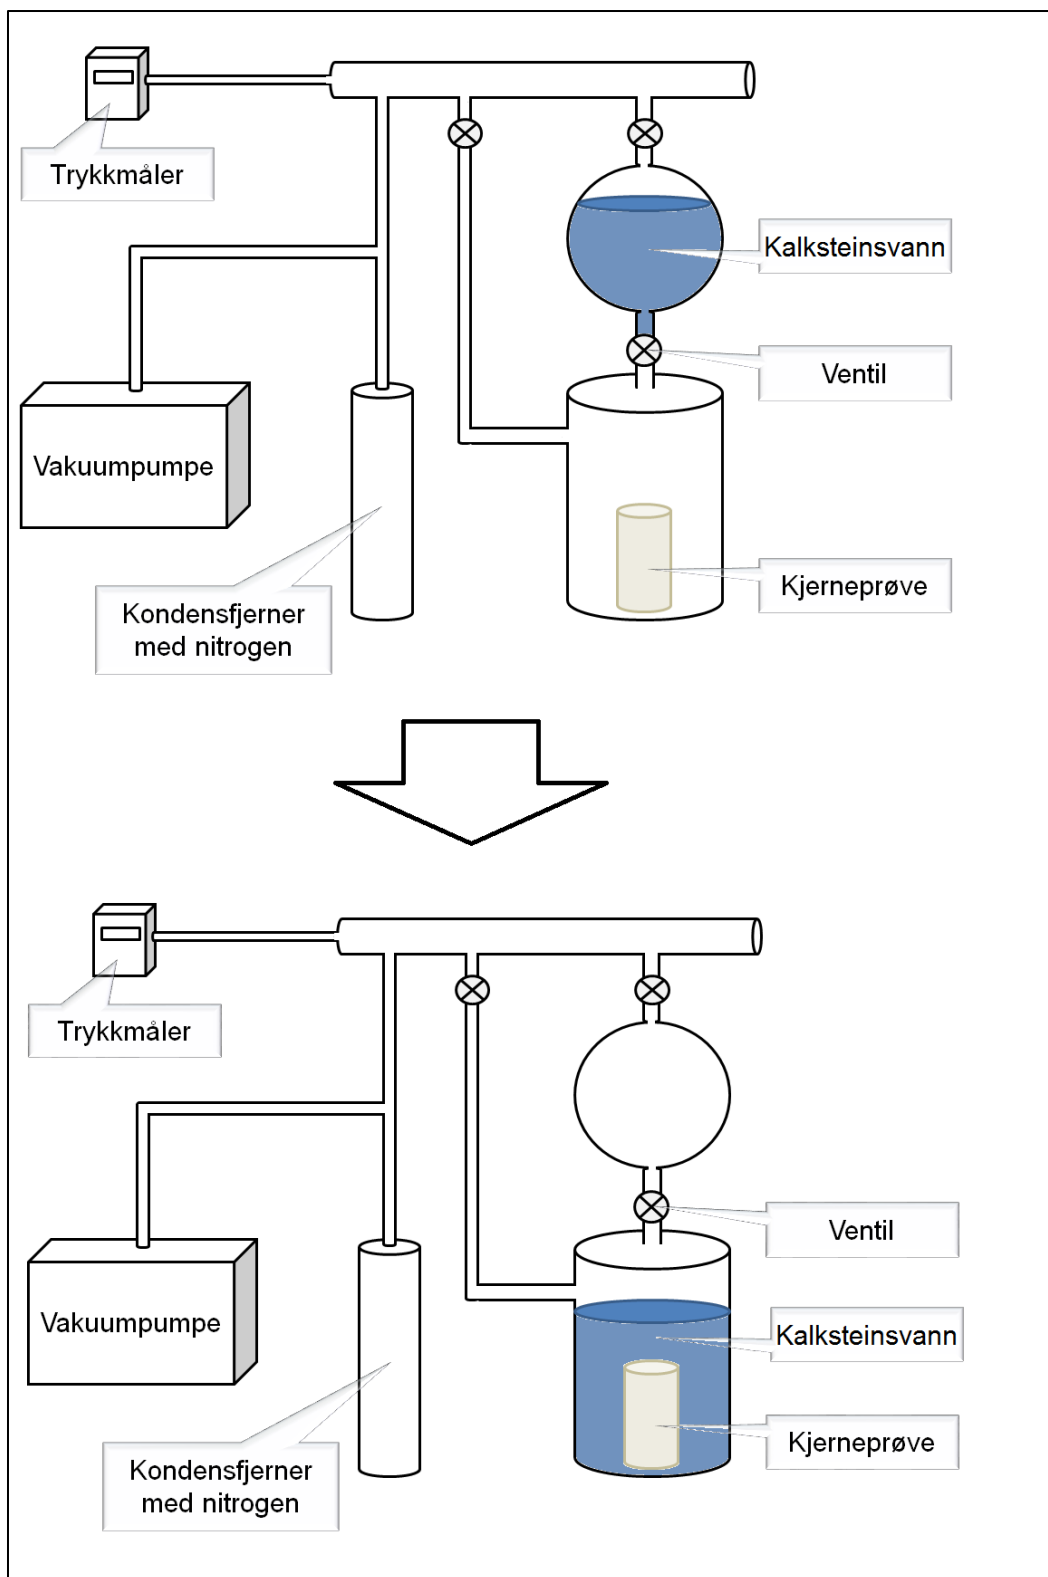 Trykkmåler
Kalksteinsvann
Ventil
Vakuumpumpe
Kjerneprøve
Kondensfjerner
med nitrogen
Trykkmåler
Ventil
Vakuumpumpe
Kalksteinsvann
Kjerneprøve
Kondensfjerner
med nitrogen